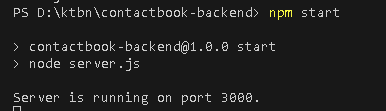 PS D:\ktbn\contactbook-backend> npm start
> contactbook-backend@1.0.0 start
> node server.js
Server is running on port 3000.